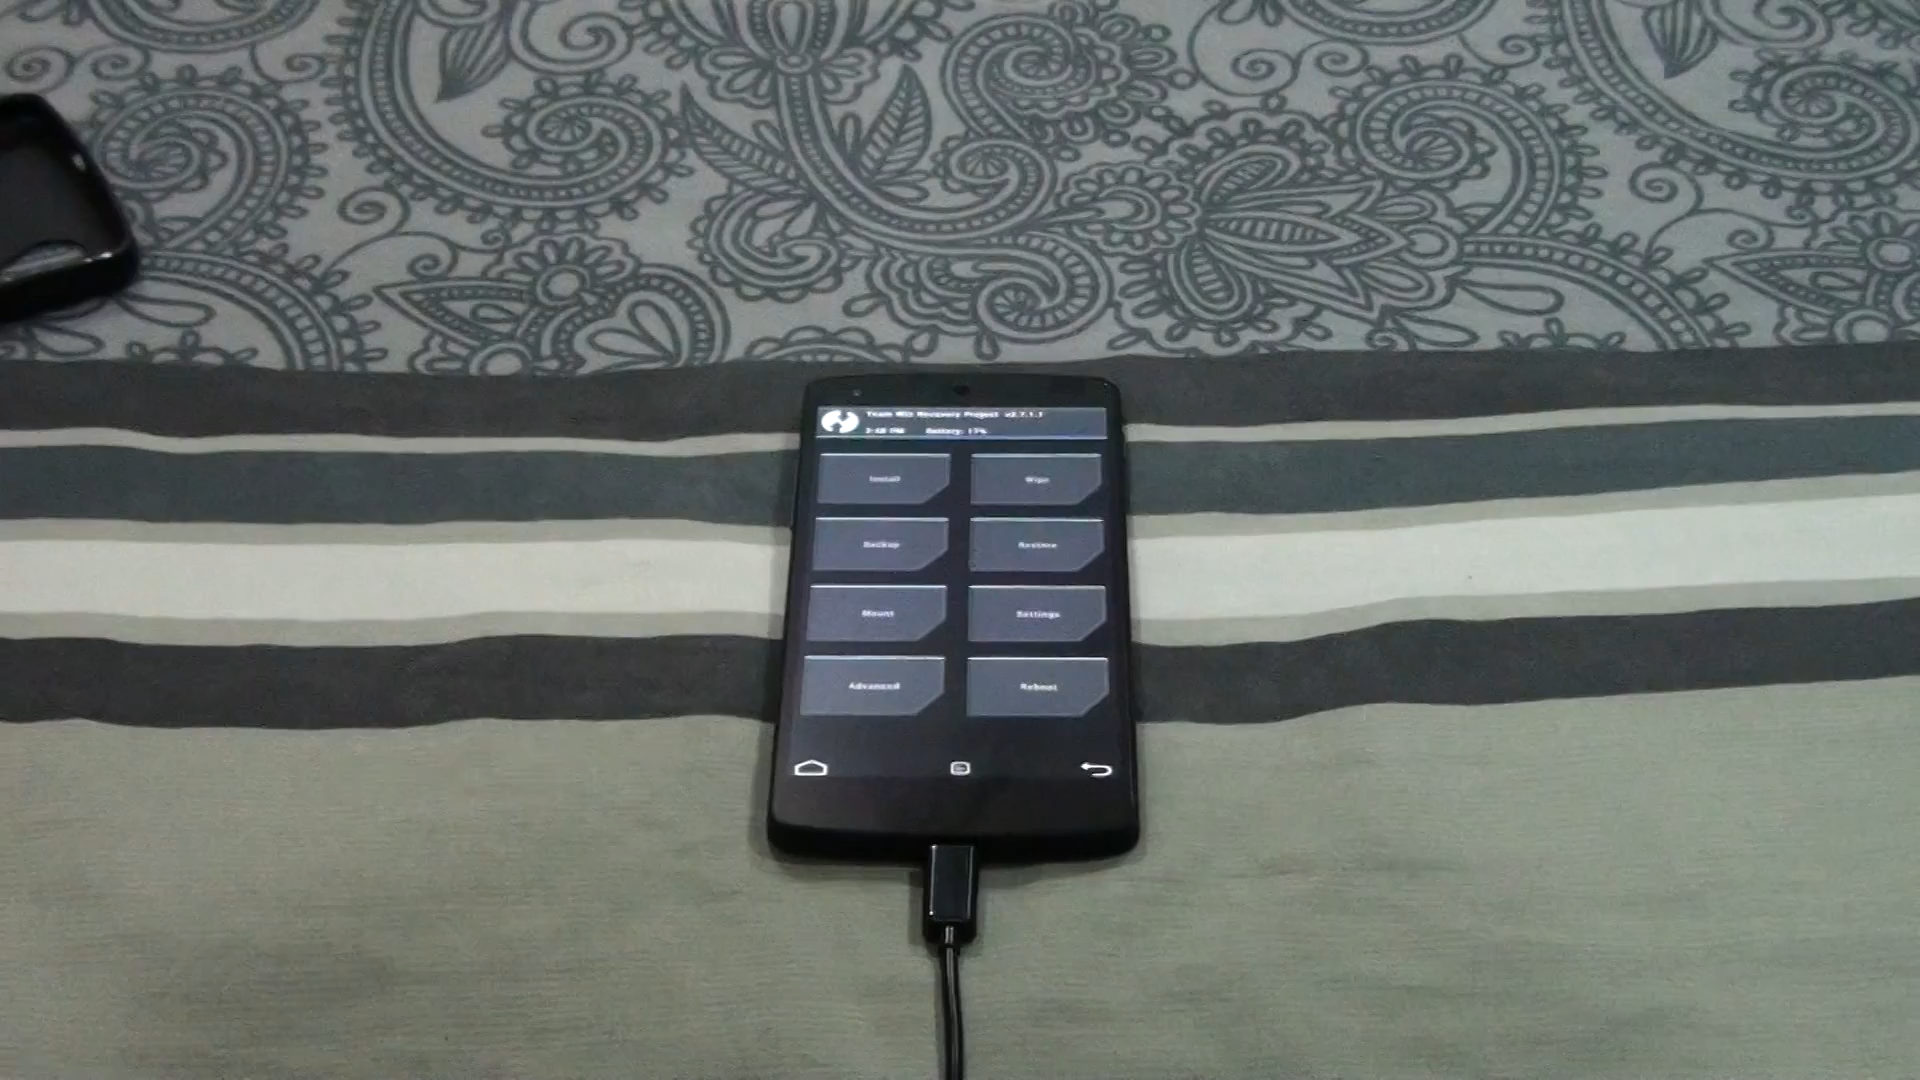 Team Win Recovery Project v2.7.1.1
Battery: 17%
Install
Wipe
Backup
Restore
Mount
Settings
Advanced
Reboot